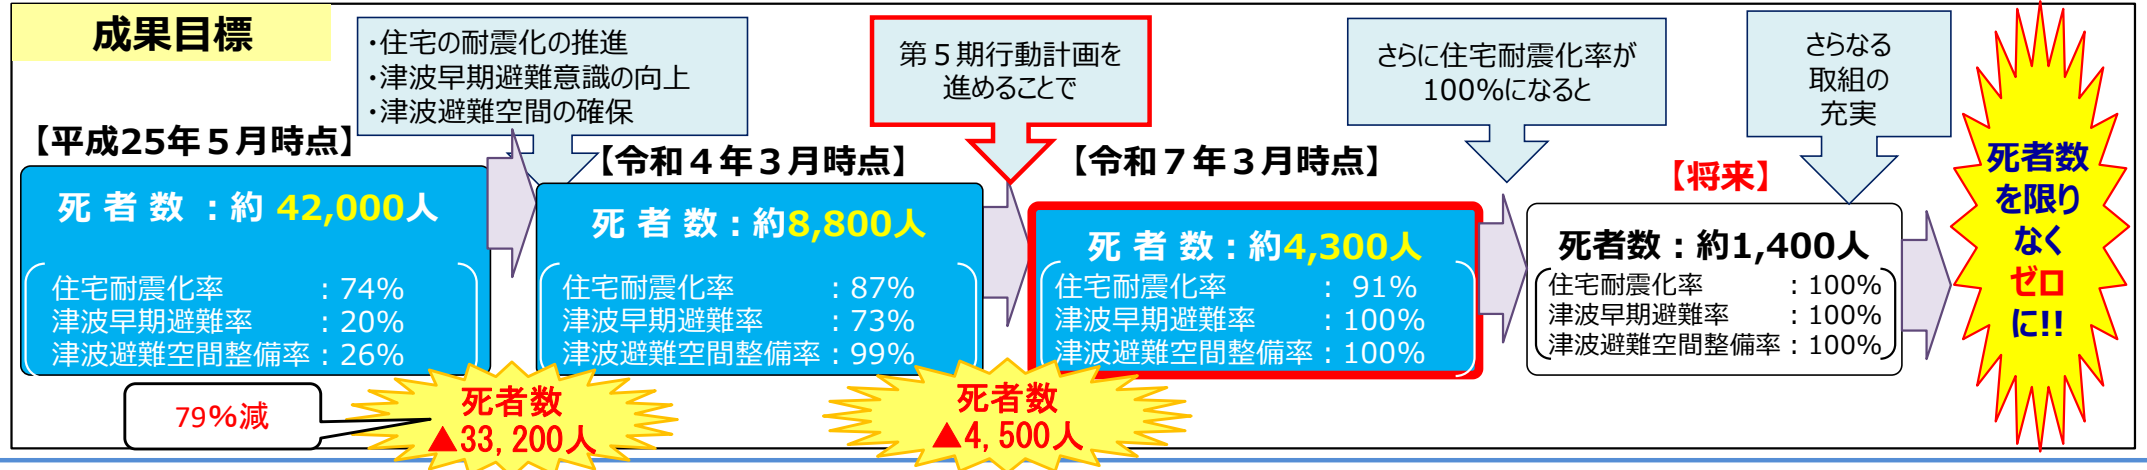 成果目標
・住宅の耐震化の推進
・津波早期避難意識の向上
・津波避難空間の確保
第５期行動計画を
進めることで
さらに住宅耐震化率が
100%になると
さらなる
取組の
充実
【平成25年５月時点】
死 者 数 ：約 42,000人
住宅耐震化率 ：74%
津波早期避難率 ：20%
津波避難空間整備率：26%
【令和４年３月時点】
死 者 数：約8,800人
住宅耐震化率 ：87%
津波早期避難率 ：73%
津波避難空間整備率：99%
【令和７年３月時点】
死 者 数：約4,300人
住宅耐震化率 ： 91%
津波早期避難率 ：100%
津波避難空間整備率：100%
【将来】
死者数：約1,400人
住宅耐震化率 ：100%
津波早期避難率 ：100%
津波避難空間整備率：100%
死者数
を限り
なく
ゼロ
に!!
79%減
死者数
▲33,200人
死者数
▲4,500人